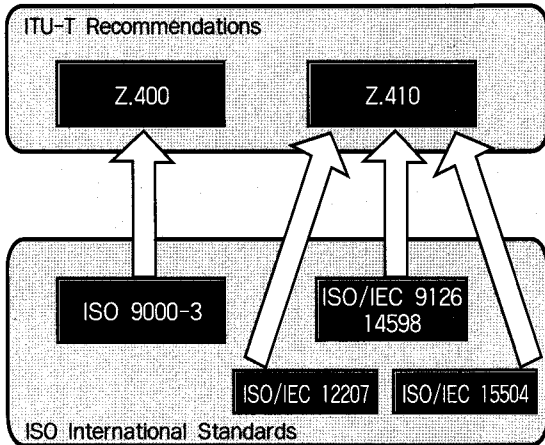 ITU-T Recommendations
Z.400
Z.410
ISO 9000-3
ISO/IEC 9126
14598
ISO/IEC 12207
ISO/IEC 15504
ISO International Standards